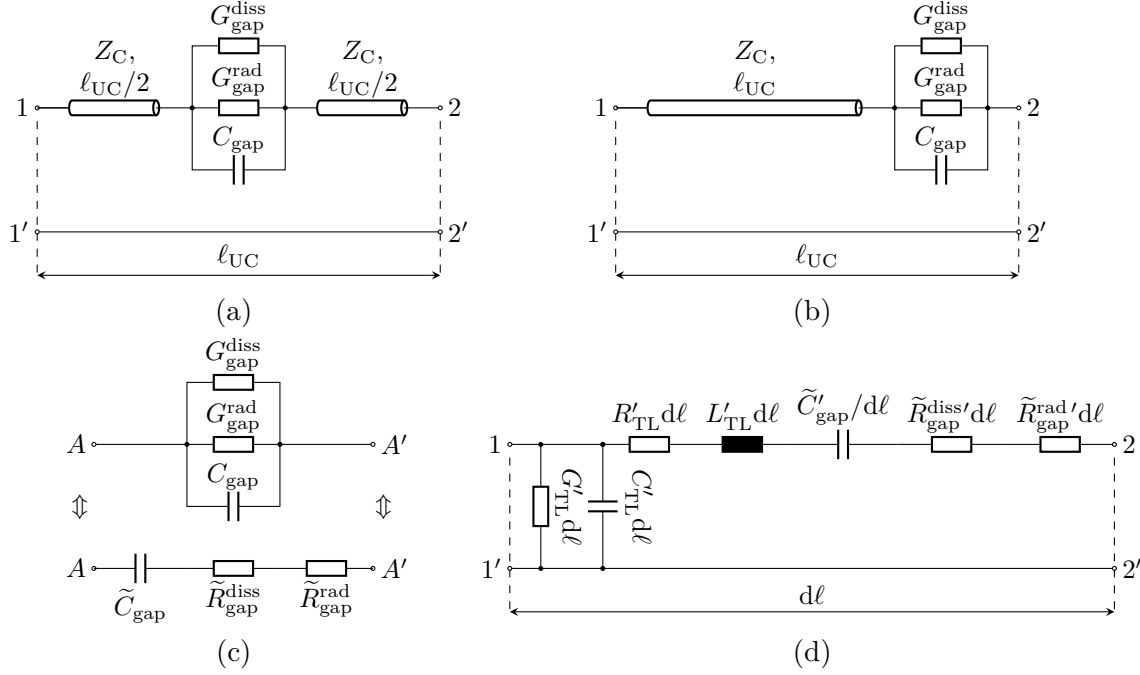 G_gap^diss
Z_C,
ℓ_UC/2
G_gap^rad
Z_C,
ℓ_UC/2
1
2
C_gap
1′
2′
ℓ_UC
(a)
G_gap^diss
Z_C,
ℓ_UC
G_gap^rad
1
2
C_gap
1′
2′
ℓ_UC
(b)
G_gap^diss
G_gap^rad
A
A′
C_gap
⇕
⇕
A
A′
C̃_gap
R̃_gap^diss
R̃_gap^rad
(c)
R′_TL dℓ
L′_TL dℓ
C̃′_gap/dℓ
R̃_gap^diss′ dℓ
R̃_gap^rad′ dℓ
1
2
G′_TL dℓ
C′_TL dℓ
1′
2′
dℓ
(d)